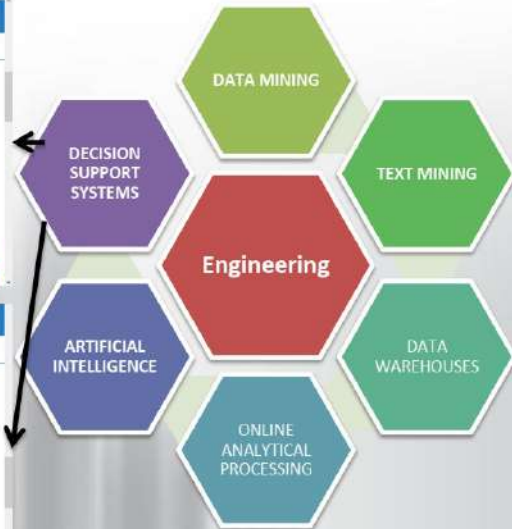 DATA MINING
DECISION
SUPPORT
SYSTEMS
TEXT MINING
Engineering
ARTIFICIAL
INTELLIGENCE
DATA
WAREHOUSES
ONLINE
ANALYTICAL
PROCESSING